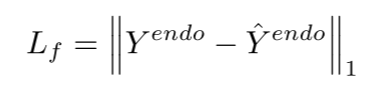 L_f = \left\| Y^{endo} - \hat{Y}^{endo} \right\|_1